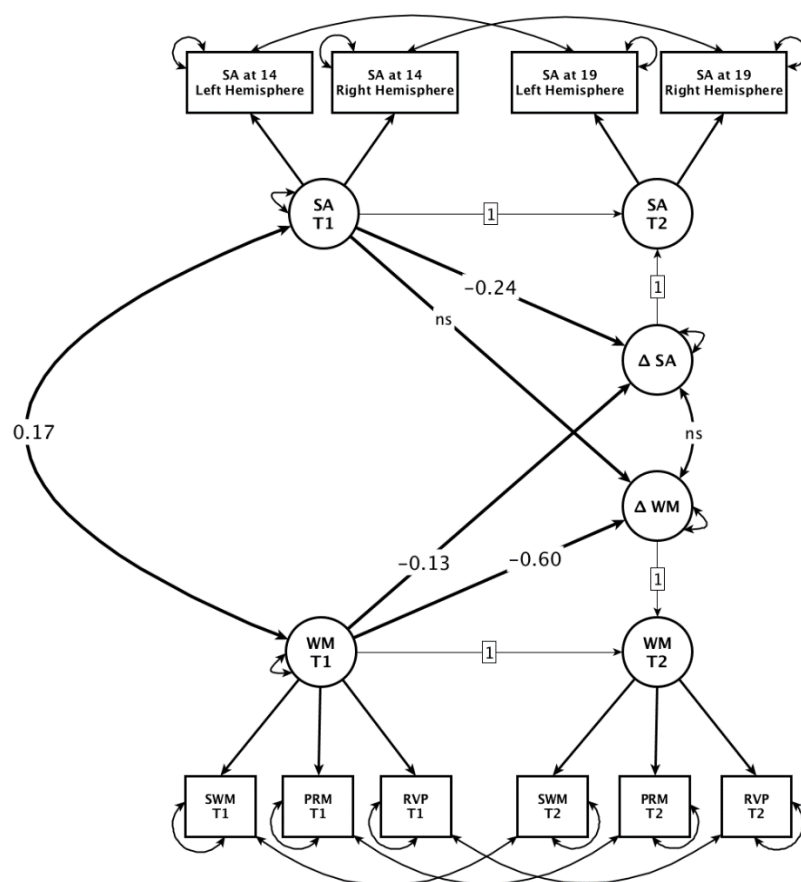 SA at 14
Left Hemisphere
SA at 14
Right Hemisphere
SA at 19
Left Hemisphere
SA at 19
Right Hemisphere
SA
T1
1
SA
T2
−0.24
1
ns
Δ SA
0.17
ns
Δ WM
−0.13
−0.60
1
WM
T1
1
WM
T2
SWM
T1
PRM
T1
RVP
T1
SWM
T2
PRM
T2
RVP
T2